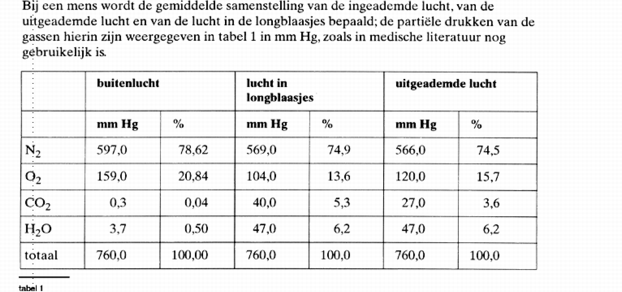 Bij een mens wordt de gemiddelde samenstelling van de ingeademde lucht, van de
uitgeademde lucht en van de lucht in de longblaasjes bepaald; de partiële drukken van de
gassen hierin zijn weergegeven in tabel 1 in mm Hg, zoals in medische literatuur nog
gebruikelijk is.
buitenlucht lucht in longblaasjes uitgeademde lucht
mm Hg % mm Hg % mm Hg %
N₂ 597,0 78,62 569,0 74,9 566,0 74,5
O₂ 159,0 20,84 104,0 13,6 120,0 15,7
CO₂ 0,3 0,04 40,0 5,3 27,0 3,6
H₂O 3,7 0,50 47,0 6,2 47,0 6,2
totaal 760,0 100,00 760,0 100,0 760,0 100,0
tabel 1